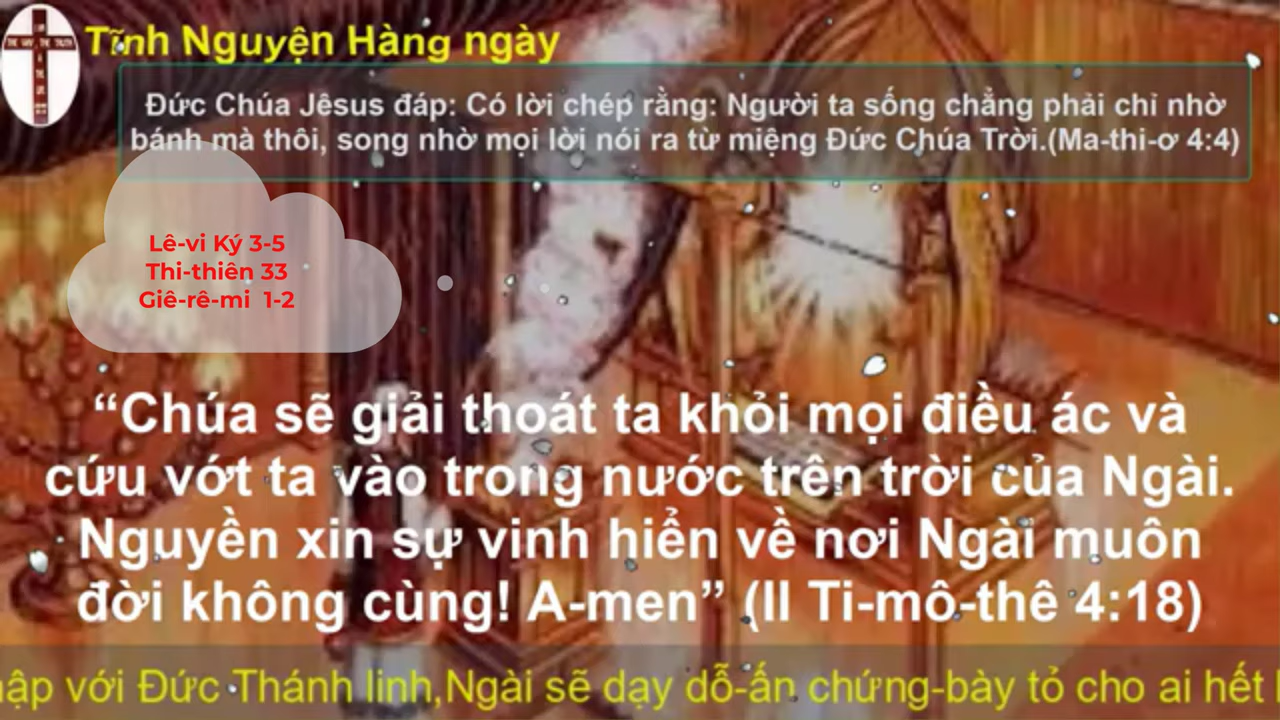 Tĩnh Nguyện Hàng ngày
Đức Chúa Jêsus đáp: Có lời chép rằng: Người ta sống chẳng phải chỉ nhờ
bánh mà thôi, song nhờ mọi lời nói ra từ miệng Đức Chúa Trời.(Ma-thi-ơ 4:4)
Lê-vi Ký 3-5
Thi-thiên 33
Giê-rê-mi 1-2
“Chúa sẽ giải thoát ta khỏi mọi điều ác và
cứu vớt ta vào trong nước trên trời của Ngài.
Nguyền xin sự vinh hiển về nơi Ngài muôn
đời không cùng! A-men” (II Ti-mô-thê 4:18)
với Đức Thánh linh,Ngài sẽ dạy dỗ-ấn chứng-bày tỏ cho ai hết